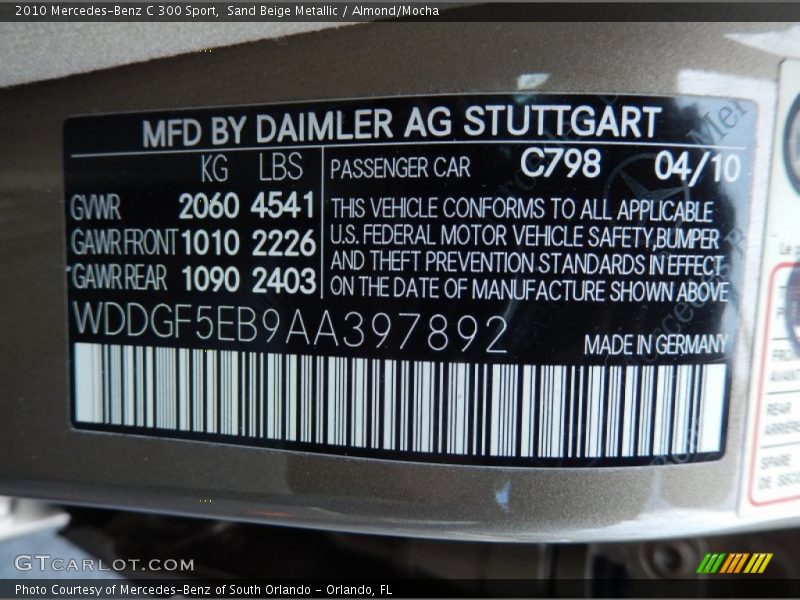 2010 Mercedes-Benz C 300 Sport, Sand Beige Metallic / Almond/Mocha
MFD BY DAIMLER AG STUTTGART
KG LBS
GVWR 2060 4541
GAWR FRONT 1010 2226
GAWR REAR 1090 2403
PASSENGER CAR C798 04/10
THIS VEHICLE CONFORMS TO ALL APPLICABLE
U.S. FEDERAL MOTOR VEHICLE SAFETY, BUMPER
AND THEFT PREVENTION STANDARDS IN EFFECT
ON THE DATE OF MANUFACTURE SHOWN ABOVE
WDDGF5EB9AA397892
MADE IN GERMANY
REAR
SPARE
GTCARLOT.COM
Photo Courtesy of Mercedes-Benz of South Orlando - Orlando, FL